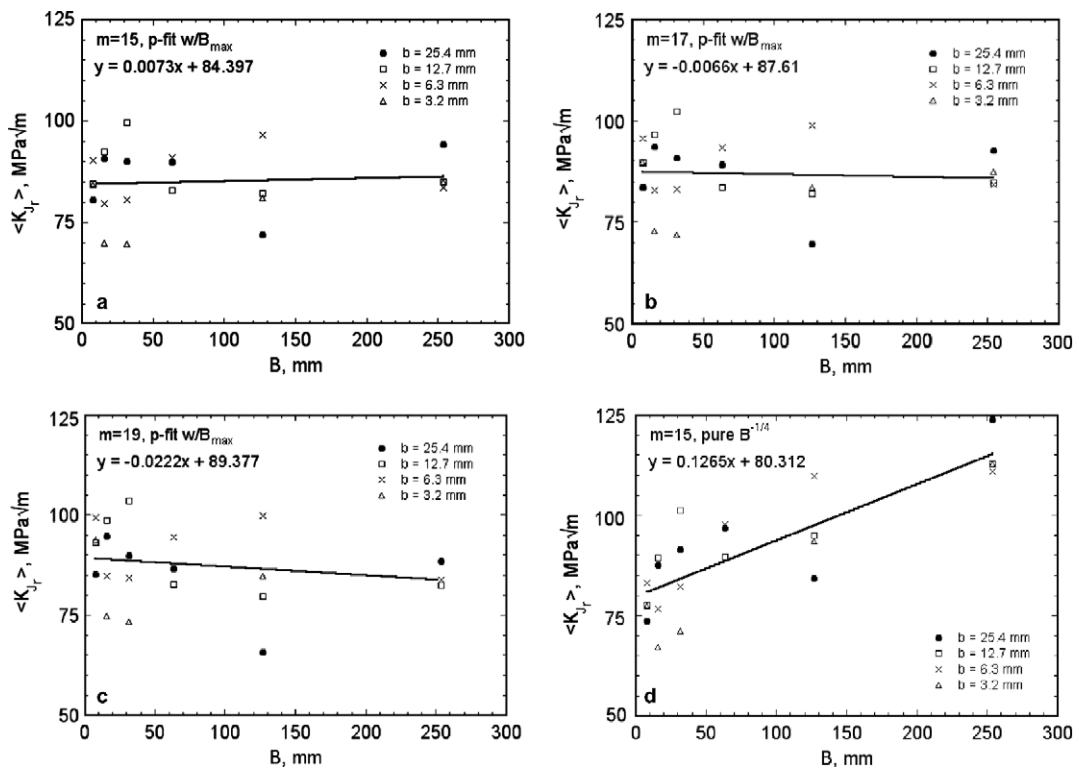 125
m=15, p-fit w/Bmax
y = 0.0073x + 84.397
b = 25.4 mm
b = 12.7 mm
b = 6.3 mm
b = 3.2 mm
100
75
50
<KJr>, MPa√m
a
0 50 100 150 200 250 300
B, mm
125
m=17, p-fit w/Bmax
y = -0.0066x + 87.61
b = 25.4 mm
b = 12.7 mm
b = 6.3 mm
b = 3.2 mm
100
75
50
<KJr>, MPa√m
b
0 50 100 150 200 250 300
B, mm
125
m=19, p-fit w/Bmax
y = -0.0222x + 89.377
b = 25.4 mm
b = 12.7 mm
b = 6.3 mm
b = 3.2 mm
100
75
50
<KJr>, MPa√m
c
0 50 100 150 200 250 300
B, mm
125
m=15, pure B-1/4
y = 0.1265x + 80.312
100
75
50
<KJr>, MPa√m
b = 25.4 mm
b = 12.7 mm
b = 6.3 mm
b = 3.2 mm
d
0 50 100 150 200 250 300
B, mm